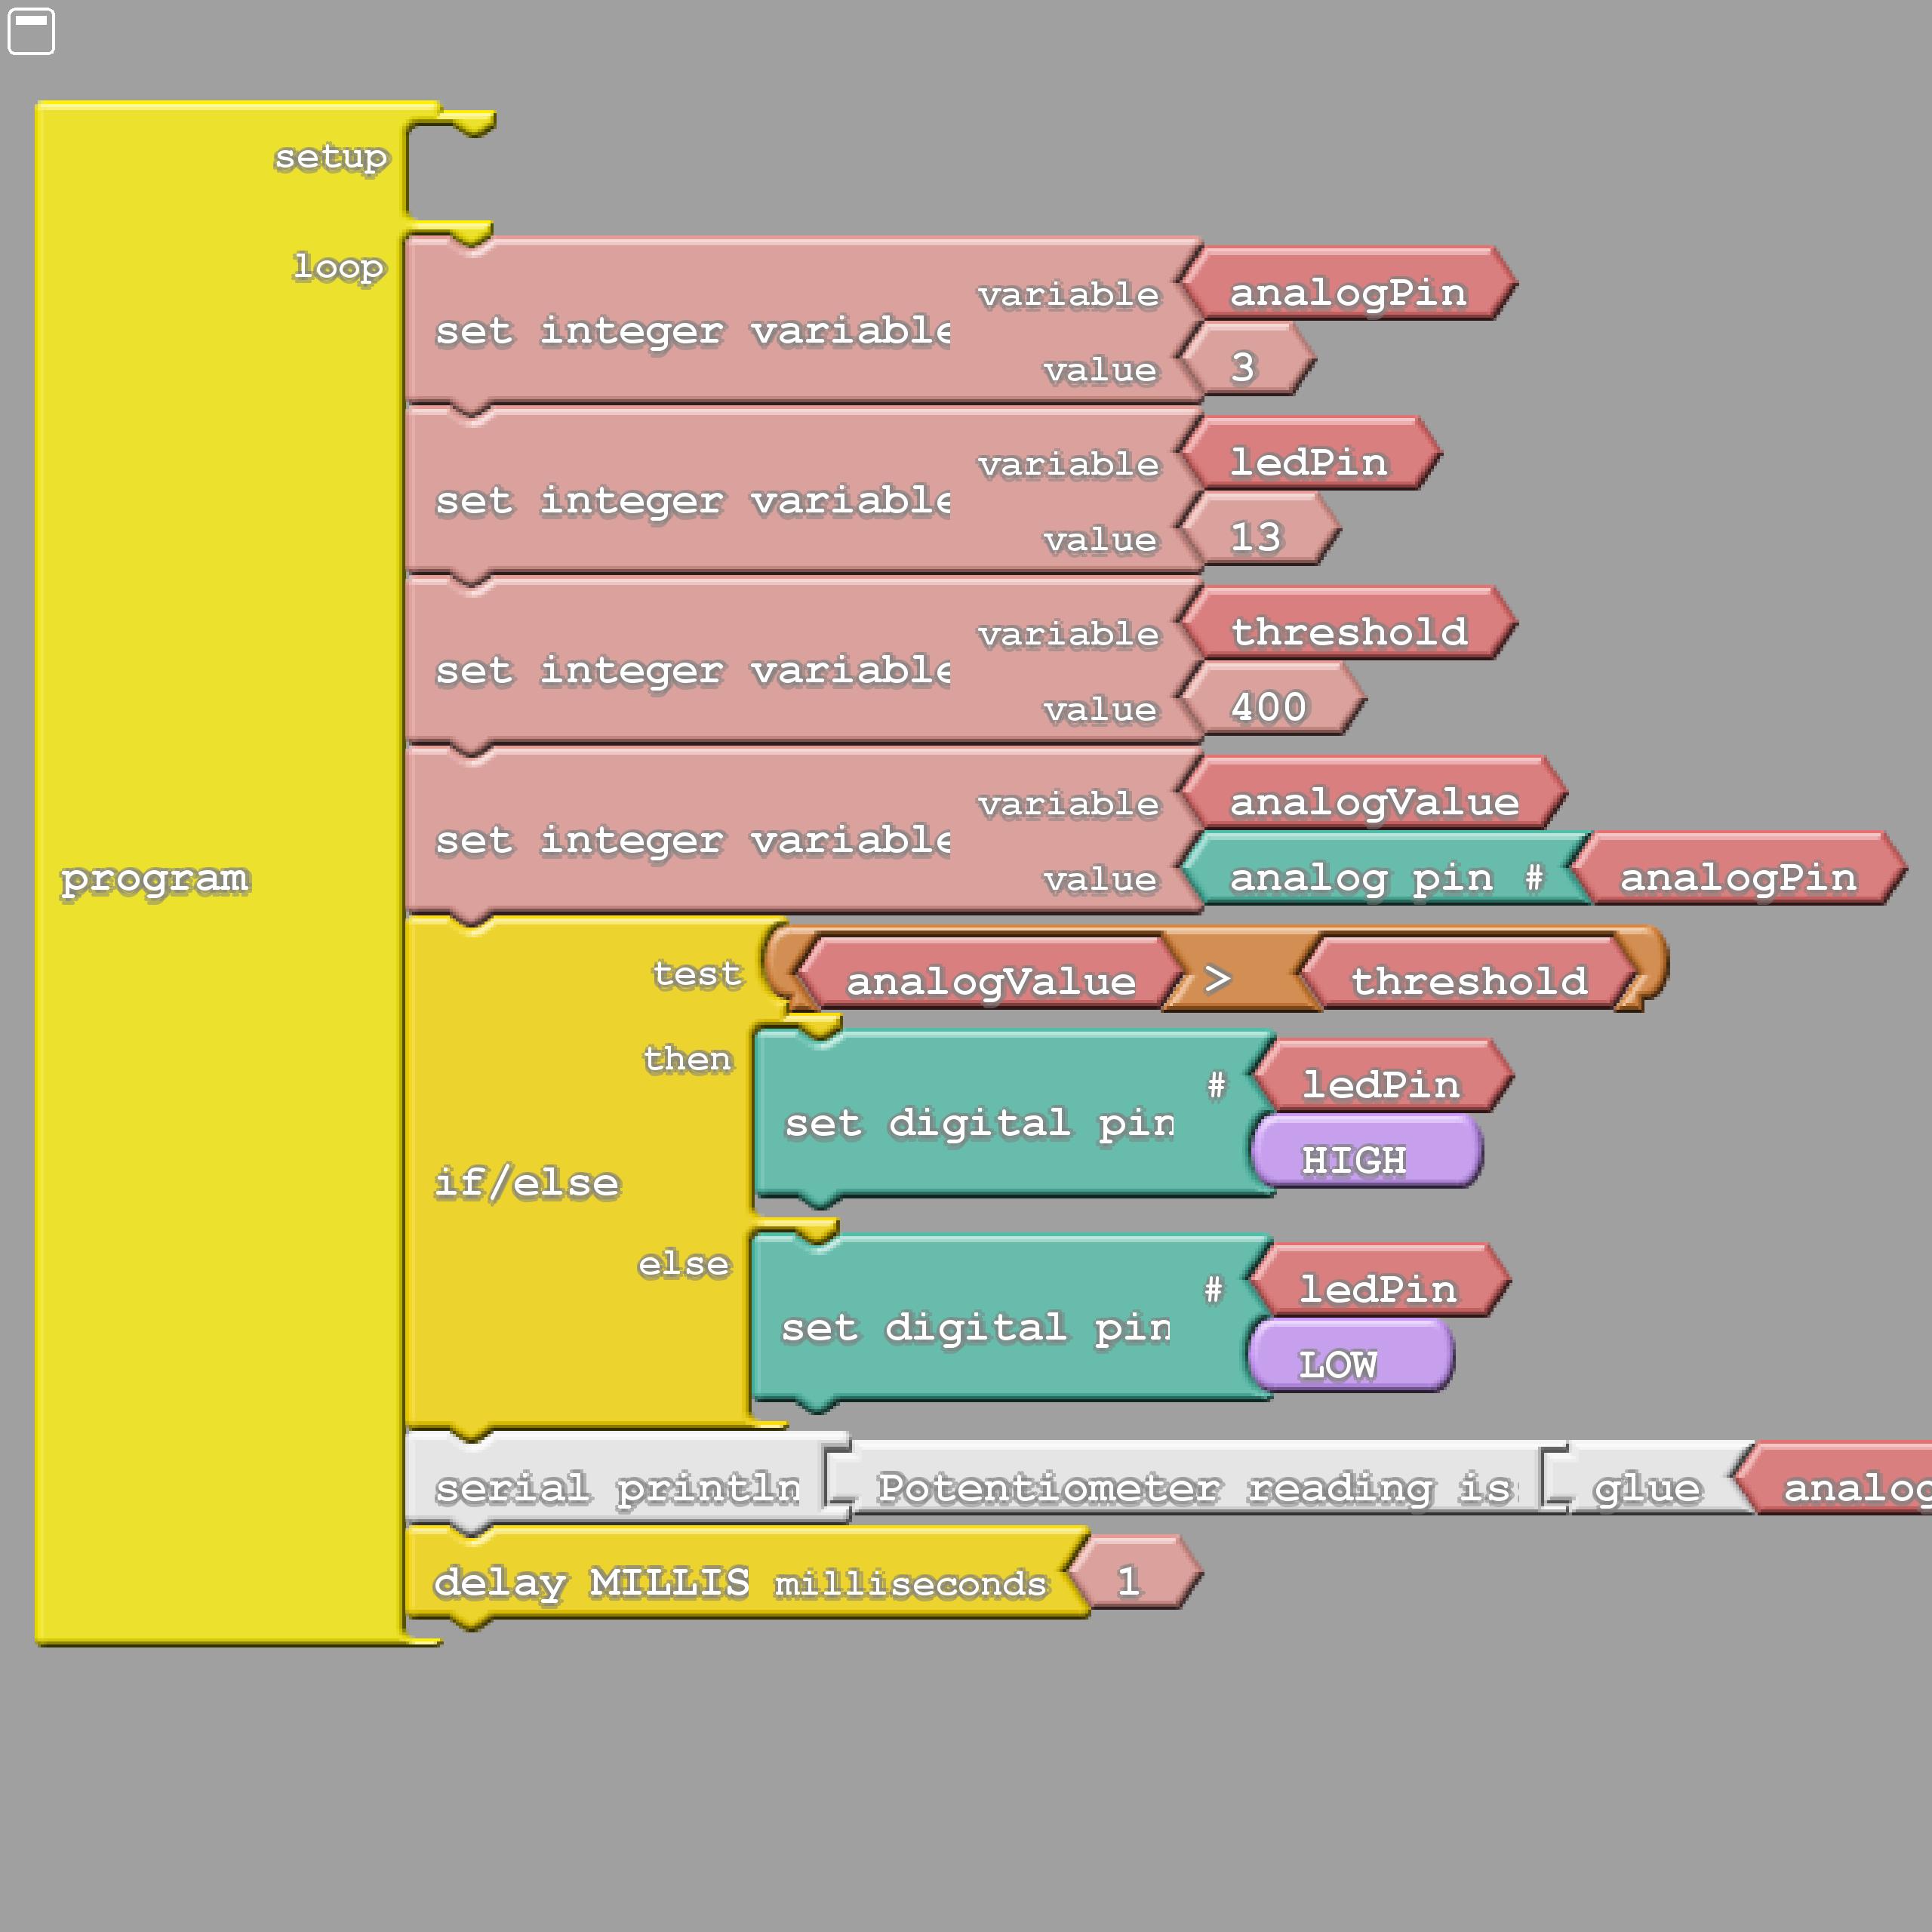 setup
loop
program
set integer variable
variable analogPin
value 3
set integer variable
variable ledPin
value 13
set integer variable
variable threshold
value 400
set integer variable
variable analogValue
value analog pin # analogPin
if/else
test analogValue > threshold
then
set digital pin
# ledPin
HIGH
else
set digital pin
# ledPin
LOW
serial println Potentiometer reading is: glue analog
delay MILLIS milliseconds 1